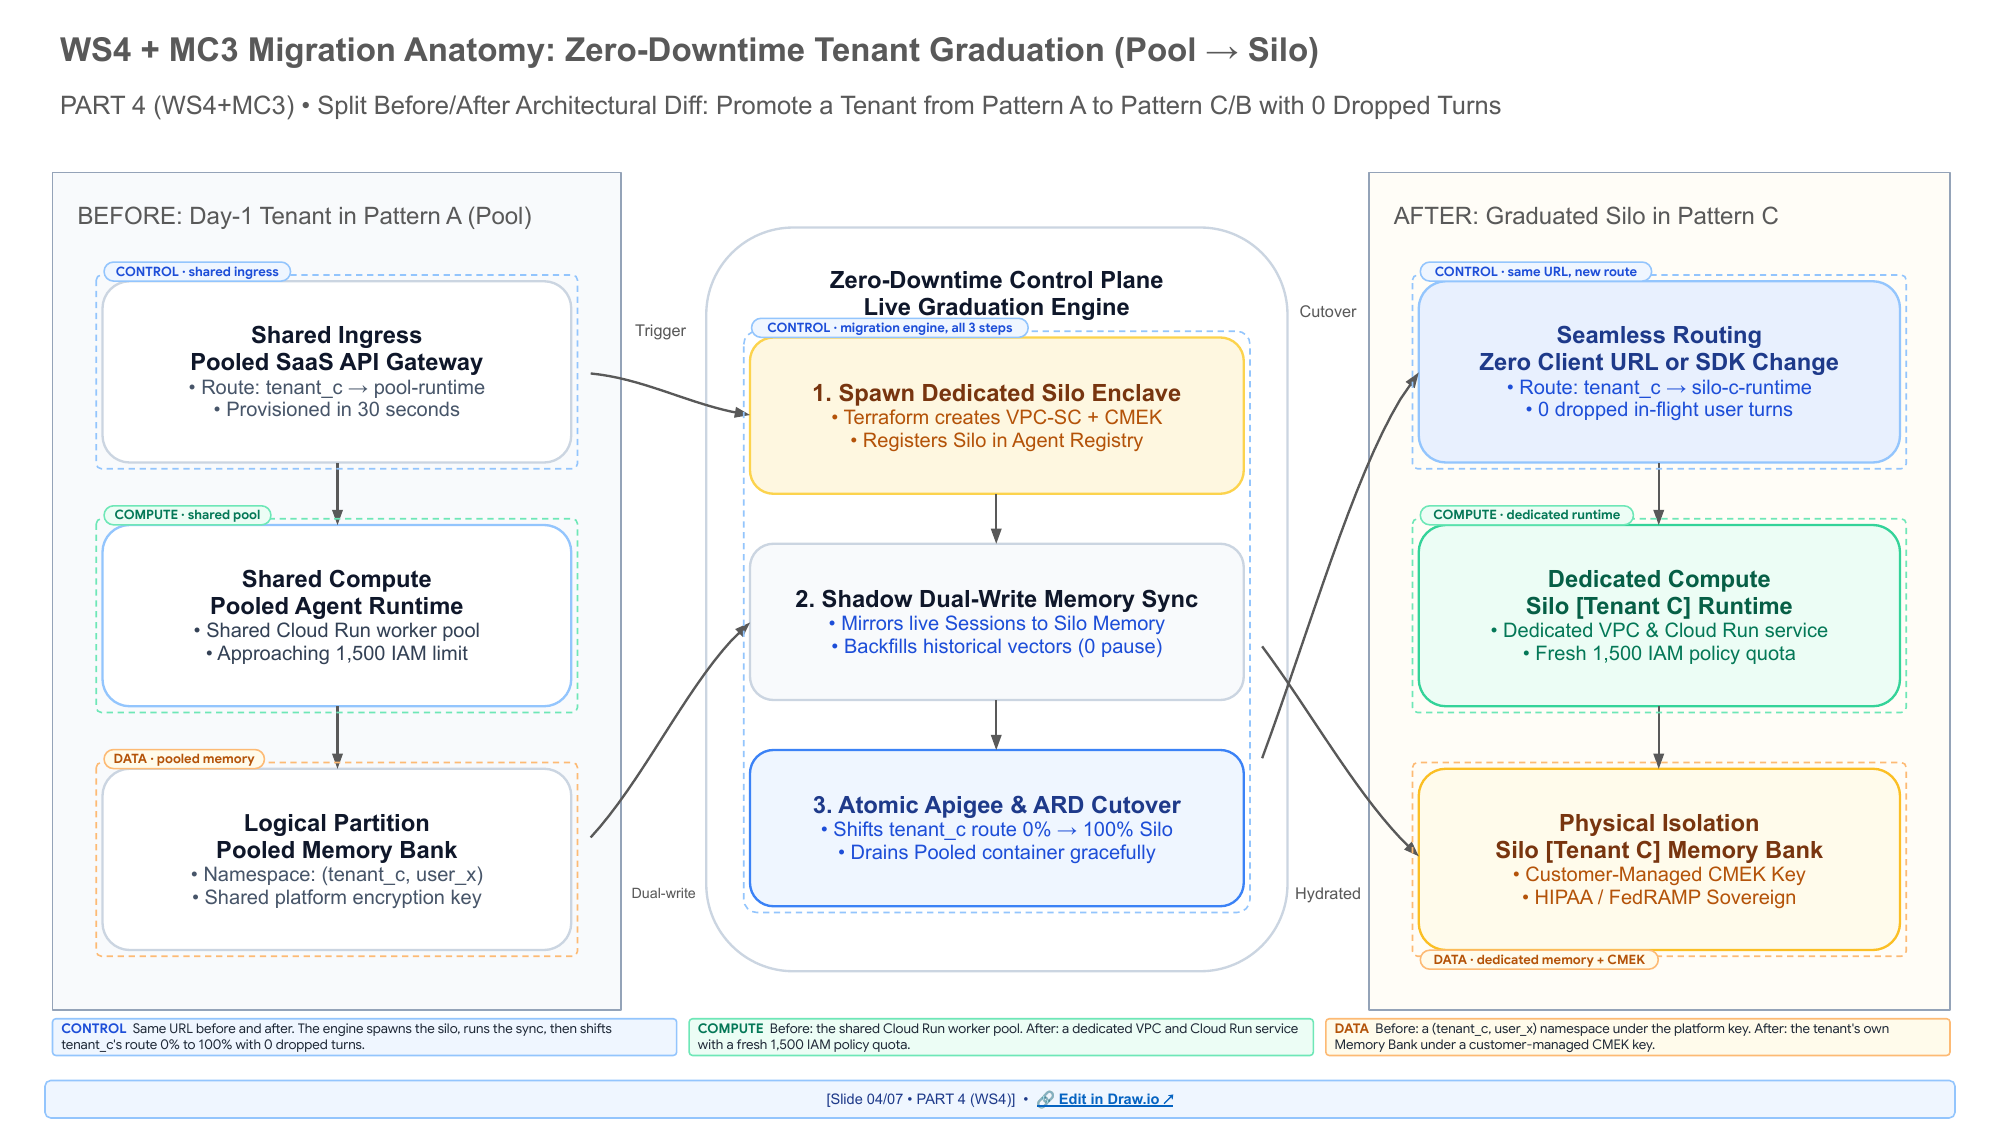 WS4 + MC3 Migration Anatomy: Zero-Downtime Tenant Graduation (Pool → Silo)
PART 4 (WS4+MC3) • Split Before/After Architectural Diff: Promote a Tenant from Pattern A to Pattern C/B with 0 Dropped Turns
BEFORE: Day-1 Tenant in Pattern A (Pool)
CONTROL · shared ingress
Shared Ingress
Pooled SaaS API Gateway
• Route: tenant_c → pool-runtime
• Provisioned in 30 seconds
COMPUTE · shared pool
Shared Compute
Pooled Agent Runtime
• Shared Cloud Run worker pool
• Approaching 1,500 IAM limit
DATA · pooled memory
Logical Partition
Pooled Memory Bank
• Namespace: (tenant_c, user_x)
• Shared platform encryption key
Trigger
Dual-write
Zero-Downtime Control Plane
Live Graduation Engine
CONTROL · migration engine, all 3 steps
1. Spawn Dedicated Silo Enclave
• Terraform creates VPC-SC + CMEK
• Registers Silo in Agent Registry
2. Shadow Dual-Write Memory Sync
• Mirrors live Sessions to Silo Memory
• Backfills historical vectors (0 pause)
3. Atomic Apigee & ARD Cutover
• Shifts tenant_c route 0% → 100% Silo
• Drains Pooled container gracefully
Cutover
Hydrated
AFTER: Graduated Silo in Pattern C
CONTROL · same URL, new route
Seamless Routing
Zero Client URL or SDK Change
• Route: tenant_c → silo-c-runtime
• 0 dropped in-flight user turns
COMPUTE · dedicated runtime
Dedicated Compute
Silo [Tenant C] Runtime
• Dedicated VPC & Cloud Run service
• Fresh 1,500 IAM policy quota
Physical Isolation
Silo [Tenant C] Memory Bank
• Customer-Managed CMEK Key
• HIPAA / FedRAMP Sovereign
DATA · dedicated memory + CMEK
CONTROL Same URL before and after. The engine spawns the silo, runs the sync, then shifts
tenant_c's route 0% to 100% with 0 dropped turns.
COMPUTE Before: the shared Cloud Run worker pool. After: a dedicated VPC and Cloud Run service
with a fresh 1,500 IAM policy quota.
DATA Before: a (tenant_c, user_x) namespace under the platform key. After: the tenant's own
Memory Bank under a customer-managed CMEK key.
[Slide 04/07 • PART 4 (WS4)] • 🔗 Edit in Draw.io ↗